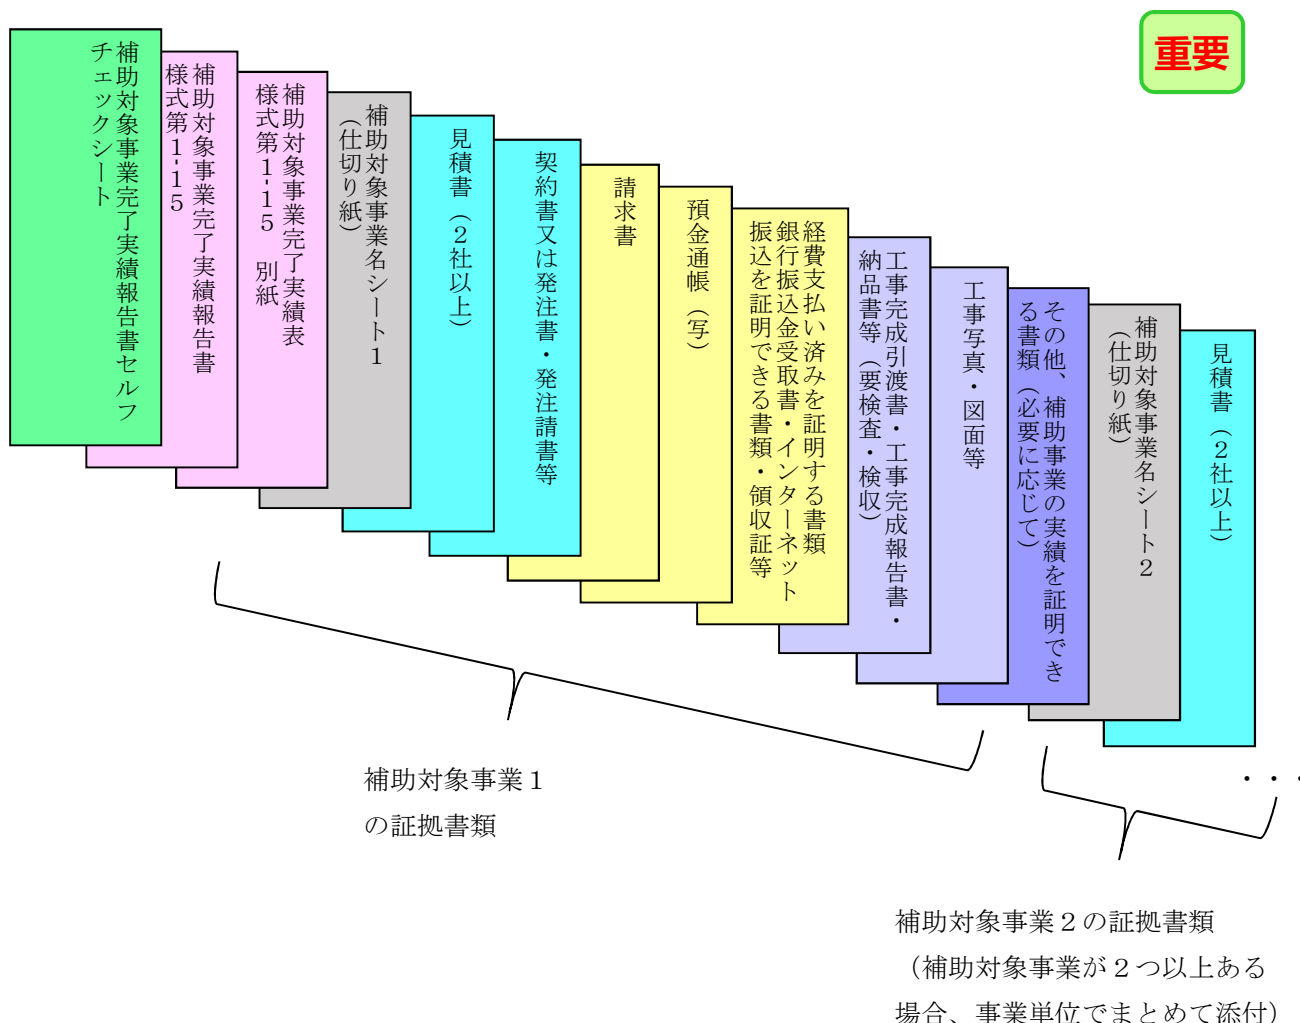 重要
補助対象事業完了実績報告書セルフ
チェックシート
補助対象事業完了実績報告書
様式第1-15
補助対象事業完了実績表
様式第1-15　別紙
補助対象事業名シート1
(仕切り紙)
見積書（2社以上）
契約書又は発注書・発注請書等
請求書
預金通帳（写）
経費支払い済みを証明する書類
銀行振込金受取書・インターネット
振込を証明できる書類・領収証等
工事完成引渡書・工事完成報告書・
納品書等（要検査・検収）
工事写真・図面等
その他、補助事業の実績を証明でき
る書類（必要に応じて）
補助対象事業名シート2
(仕切り紙)
見積書（2社以上）
・・・
補助対象事業１
の証拠書類
補助対象事業２の証拠書類
（補助対象事業が２つ以上ある
場合、事業単位でまとめて添付）